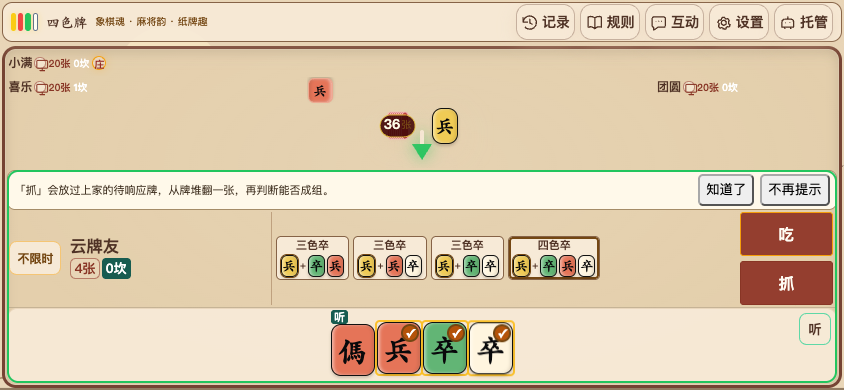 四色牌 象棋魂 · 麻将韵 · 纸牌趣 记录 规则 互动 设置 托管
小满 20张 0坎 庄
喜乐 20张 1坎
团圆 20张 0坎
兵
36张 兵
「抓」会放过上家的待响应牌，从牌堆翻一张，再判断能否成组。 知道了 不再提示
不限时 云牌友 4张 0坎
三色卒 三色卒 三色卒 四色卒
兵+卒兵 兵+兵卒 兵+卒卒 兵+卒兵卒
吃
抓
听
傌 兵 卒 卒
听